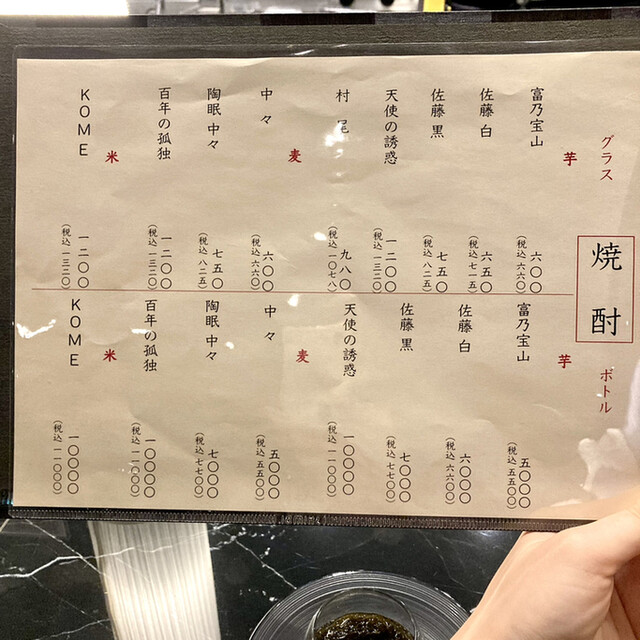 焼酎
グラス
芋
富乃宝山
六〇〇
(税込 六六〇)
佐藤 白
六五〇
(税込 七一五)
佐藤 黒
七五〇
(税込 八二五)
天使の誘惑
一二〇〇
(税込 一三二〇)
村尾
九八〇
(税込 一〇七八)
麦
中々
六〇〇
(税込 六六〇)
陶眠 中々
七五〇
(税込 八二五)
百年の孤独
一二〇〇
(税込 一三二〇)
米
KOME
一二〇〇
(税込 一三二〇)
ボトル
芋
富乃宝山
五〇〇〇
(税込 五五〇〇)
佐藤 白
六〇〇〇
(税込 六六〇〇)
佐藤 黒
七〇〇〇
(税込 七七〇〇)
天使の誘惑
一〇〇〇〇
(税込 一一〇〇〇)
麦
中々
五〇〇〇
(税込 五五〇〇)
陶眠 中々
七〇〇〇
(税込 七七〇〇)
百年の孤独
一〇〇〇〇
(税込 一一〇〇〇)
米
KOME
一〇〇〇〇
(税込 一一〇〇〇)